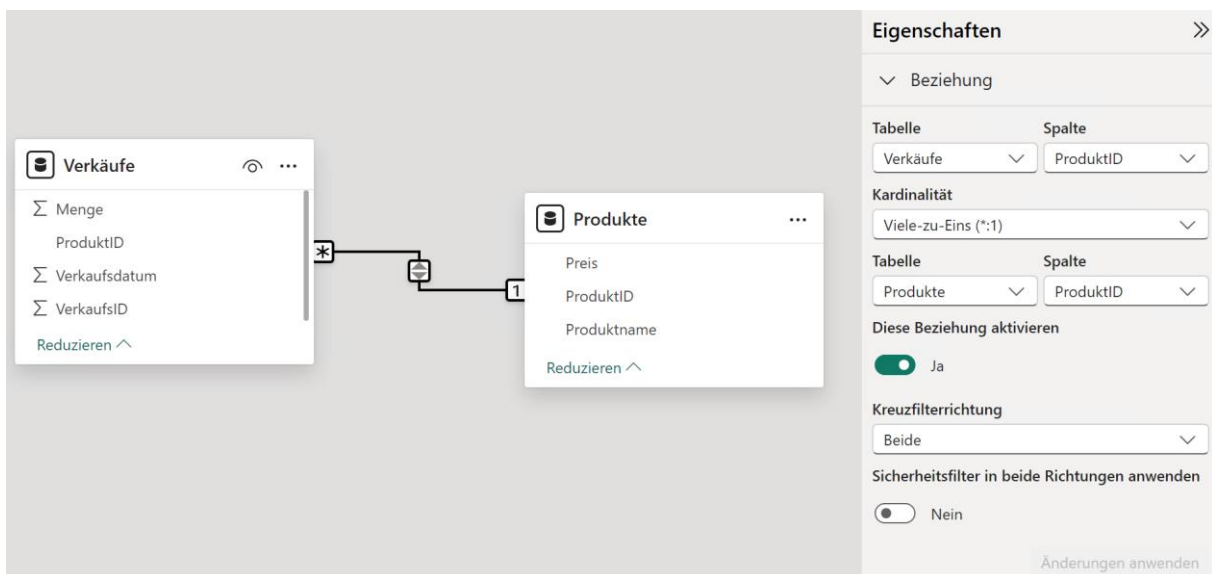 Verkäufe
Σ Menge
ProduktID
Σ Verkaufsdatum
Σ VerkaufsID
Reduzieren
*
1
Produkte
Preis
ProduktID
Produktname
Reduzieren
Eigenschaften
Beziehung
Tabelle Spalte
Verkäufe ProduktID
Kardinalität
Viele-zu-Eins (*:1)
Tabelle Spalte
Produkte ProduktID
Diese Beziehung aktivieren
Ja
Kreuzfilterrichtung
Beide
Sicherheitsfilter in beide Richtungen anwenden
Nein
Änderungen anwenden